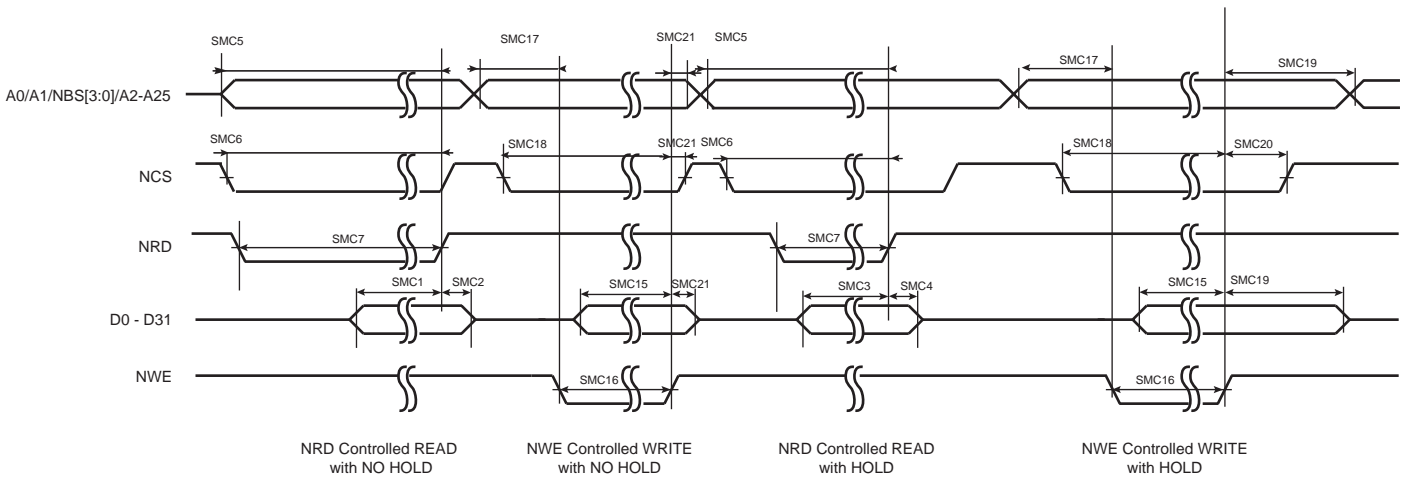 SMC5
SMC17
SMC21
SMC5
SMC17
SMC19
A0/A1/NBS[3:0]/A2-A25
SMC6
SMC18
SMC21
SMC6
SMC18
SMC20
NCS
NRD
SMC7
SMC7
SMC1
SMC2
SMC15
SMC21
SMC3
SMC4
SMC15
SMC19
D0 - D31
NWE
SMC16
SMC16
NRD Controlled READ
with NO HOLD
NWE Controlled WRITE
with NO HOLD
NRD Controlled READ
with HOLD
NWE Controlled WRITE
with HOLD